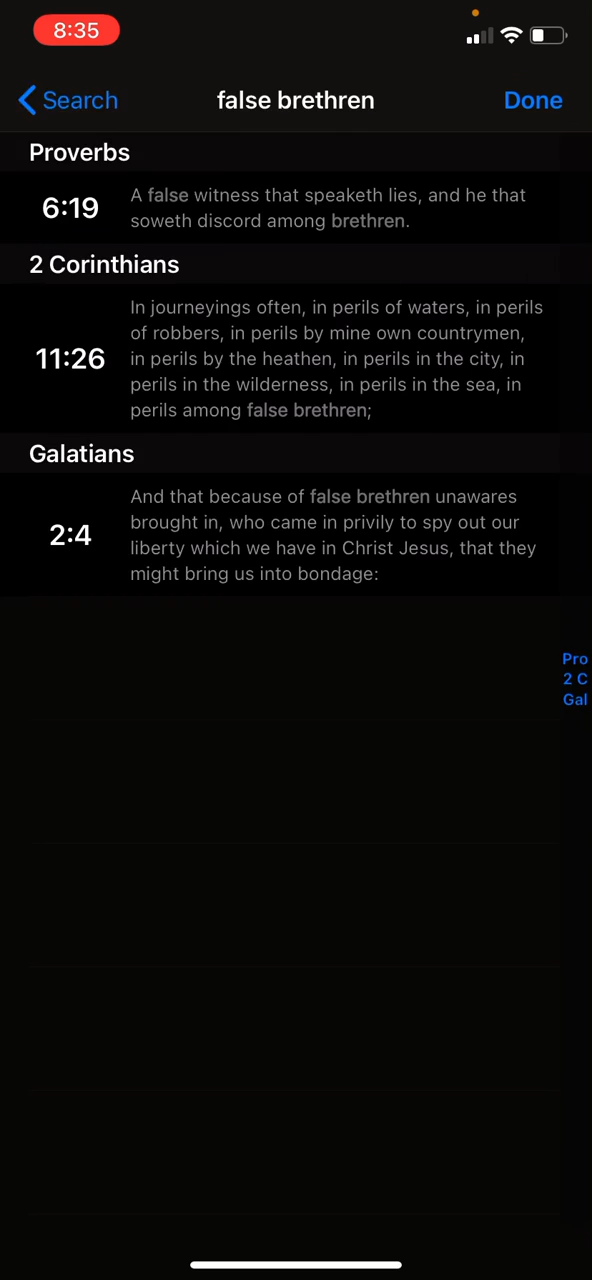 8:35
Search
false brethren
Done
Proverbs
6:19
A false witness that speaketh lies, and he that
soweth discord among brethren.
2 Corinthians
11:26
In journeyings often, in perils of waters, in perils
of robbers, in perils by mine own countrymen,
in perils by the heathen, in perils in the city, in
perils in the wilderness, in perils in the sea, in
perils among false brethren;
Galatians
2:4
And that because of false brethren unawares
brought in, who came in privily to spy out our
liberty which we have in Christ Jesus, that they
might bring us into bondage:
Pro
2 C
Gal